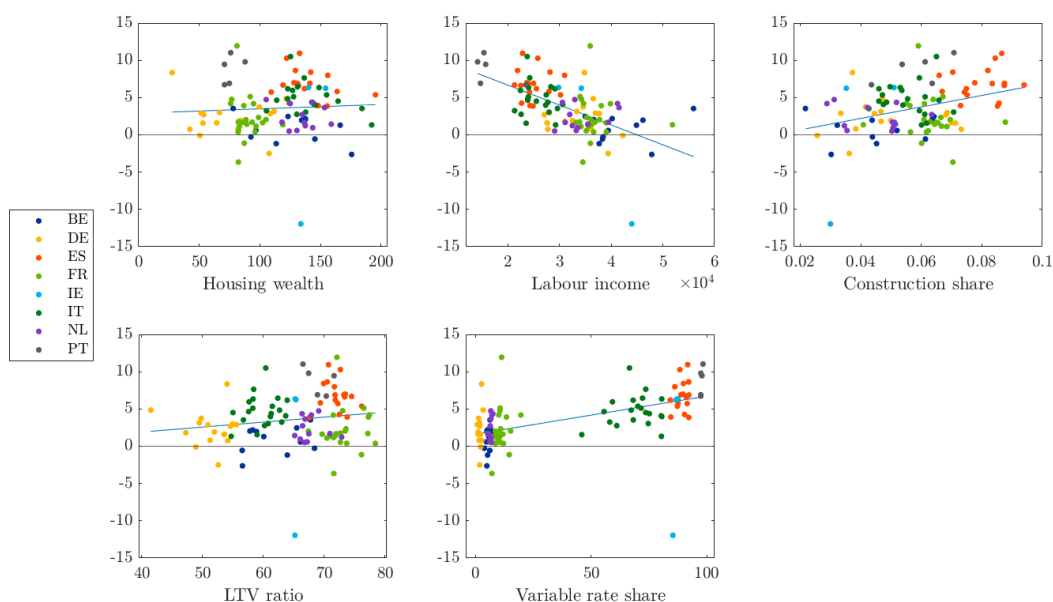 15
10
5
0
-5
-10
-15
0 50 100 150 200
Housing wealth
15
10
5
0
-5
-10
-15
2 3 4 5 6
Labour income ×10⁴
15
10
5
0
-5
-10
-15
0.02 0.04 0.06 0.08 0.1
Construction share
BE
DE
ES
FR
IE
IT
NL
PT
15
10
5
0
-5
-10
-15
40 50 60 70 80
LTV ratio
15
10
5
0
-5
-10
-15
0 50 100
Variable rate share